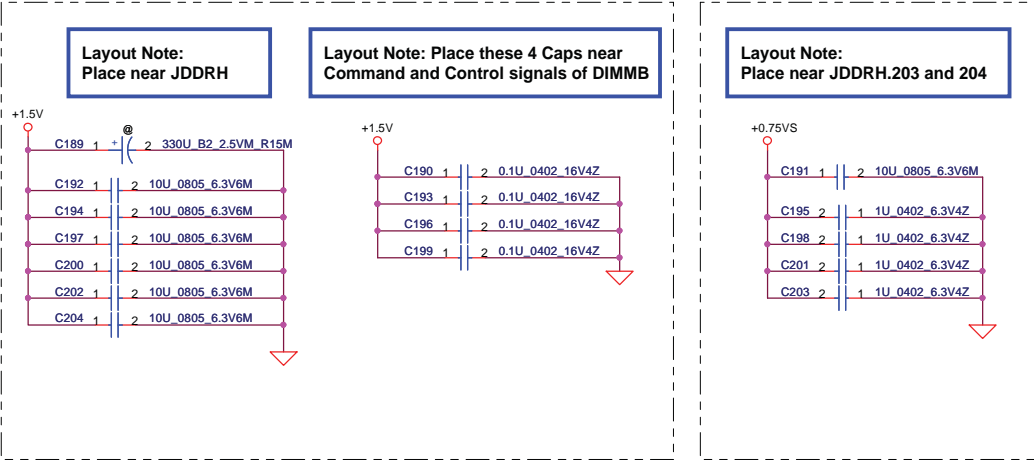 Layout Note:
Place near JDDRH
Layout Note: Place these 4 Caps near
Command and Control signals of DIMMB
Layout Note:
Place near JDDRH.203 and 204
+1.5V
@
C189 1 + 2 330U_B2_2.5VM_R15M
C192 1 2 10U_0805_6.3V6M
C194 1 2 10U_0805_6.3V6M
C197 1 2 10U_0805_6.3V6M
C200 1 2 10U_0805_6.3V6M
C202 1 2 10U_0805_6.3V6M
C204 1 2 10U_0805_6.3V6M
+1.5V
C190 1 2 0.1U_0402_16V4Z
C193 1 2 0.1U_0402_16V4Z
C196 1 2 0.1U_0402_16V4Z
C199 1 2 0.1U_0402_16V4Z
+0.75VS
C191 1 2 10U_0805_6.3V6M
C195 2 1 1U_0402_6.3V4Z
C198 2 1 1U_0402_6.3V4Z
C201 2 1 1U_0402_6.3V4Z
C203 2 1 1U_0402_6.3V4Z